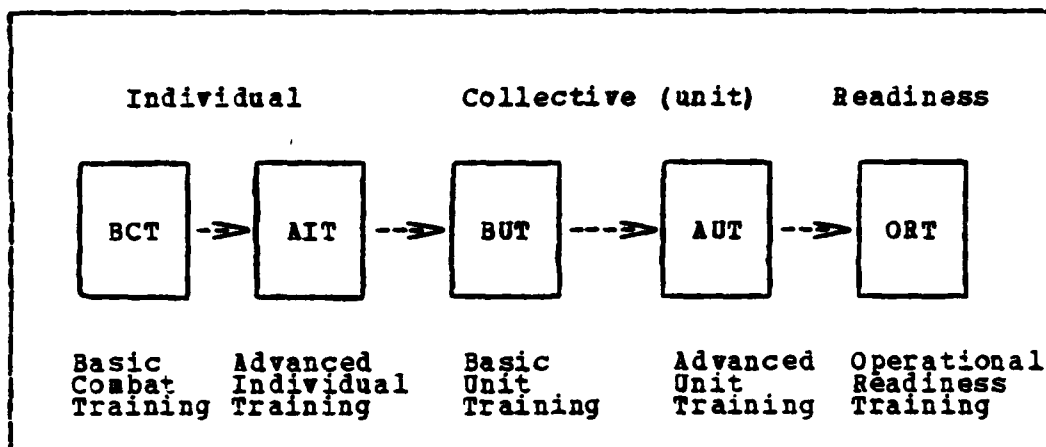 Individual Collective (unit) Readiness
BCT AIT BUT AUT ORT
Basic Advanced Basic Advanced Operational
Combat Individual Unit Unit Readiness
Training Training Training Training Training